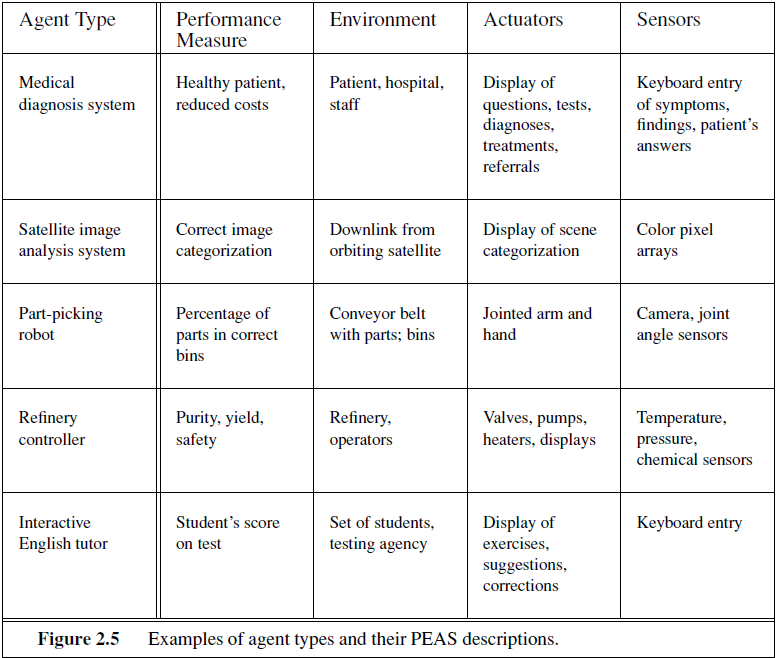 Agent Type
Performance
Measure
Environment
Actuators
Sensors
Medical
diagnosis system
Healthy patient,
reduced costs
Patient, hospital,
staff
Display of
questions, tests,
diagnoses,
treatments,
referrals
Keyboard entry
of symptoms,
findings, patient’s
answers
Satellite image
analysis system
Correct image
categorization
Downlink from
orbiting satellite
Display of scene
categorization
Color pixel
arrays
Part-picking
robot
Percentage of
parts in correct
bins
Conveyor belt
with parts; bins
Jointed arm and
hand
Camera, joint
angle sensors
Refinery
controller
Purity, yield,
safety
Refinery,
operators
Valves, pumps,
heaters, displays
Temperature,
pressure,
chemical sensors
Interactive
English tutor
Student’s score
on test
Set of students,
testing agency
Display of
exercises,
suggestions,
corrections
Keyboard entry
Figure 2.5 Examples of agent types and their PEAS descriptions.